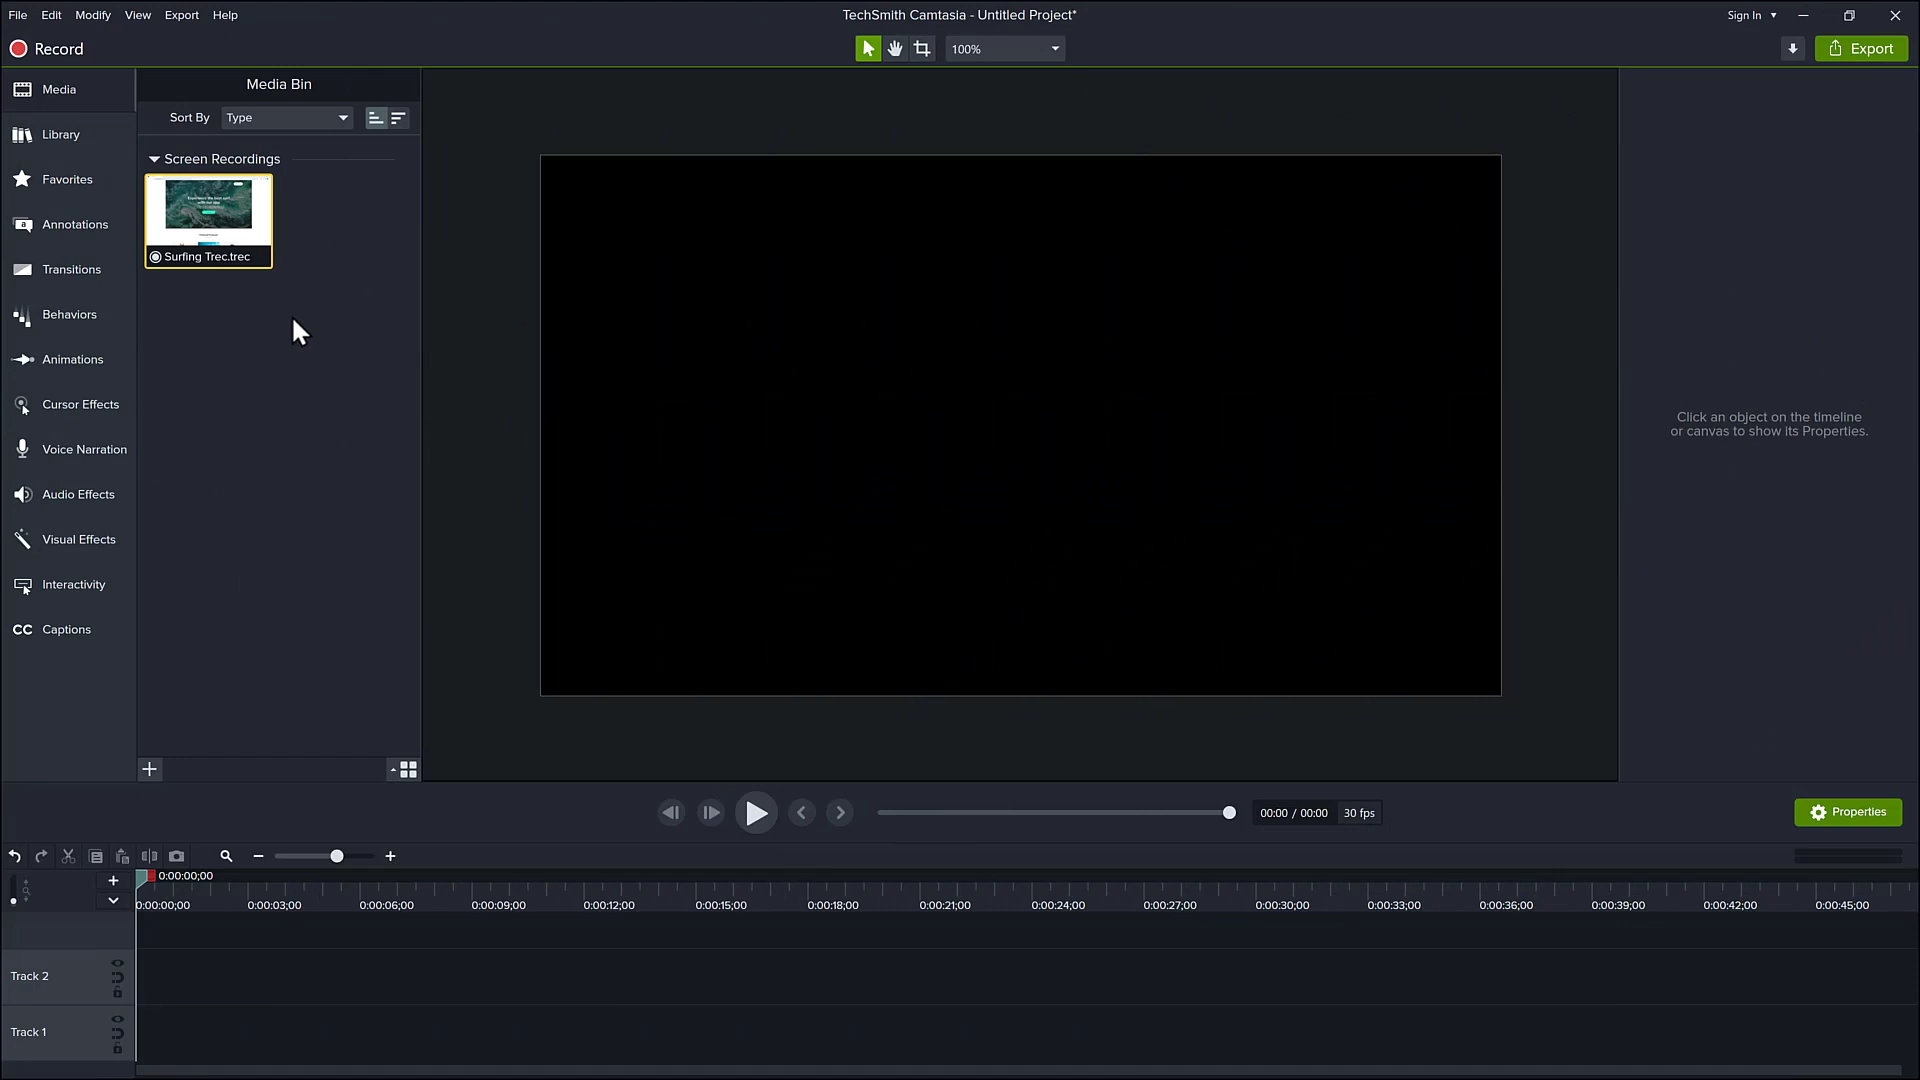 File Edit Modify View Export Help
TechSmith Camtasia - Untitled Project*
Sign In
Record
100%
Export
Media
Library
Favorites
Annotations
Transitions
Behaviors
Animations
Cursor Effects
Voice Narration
Audio Effects
Visual Effects
Interactivity
CC Captions
Media Bin
Sort By Type
Screen Recordings
Surfing Trec.trec
Click an object on the timeline
or canvas to show its Properties.
00:00 / 00:00 30 fps
Properties
0:00:00;00
0:00:00;00 0:00:03;00 0:00:06;00 0:00:09;00 0:00:12;00 0:00:15;00 0:00:18;00 0:00:21;00 0:00:24;00 0:00:27;00 0:00:30;00 0:00:33;00 0:00:36;00 0:00:39;00 0:00:42;00 0:00:45;00
Track 2
Track 1